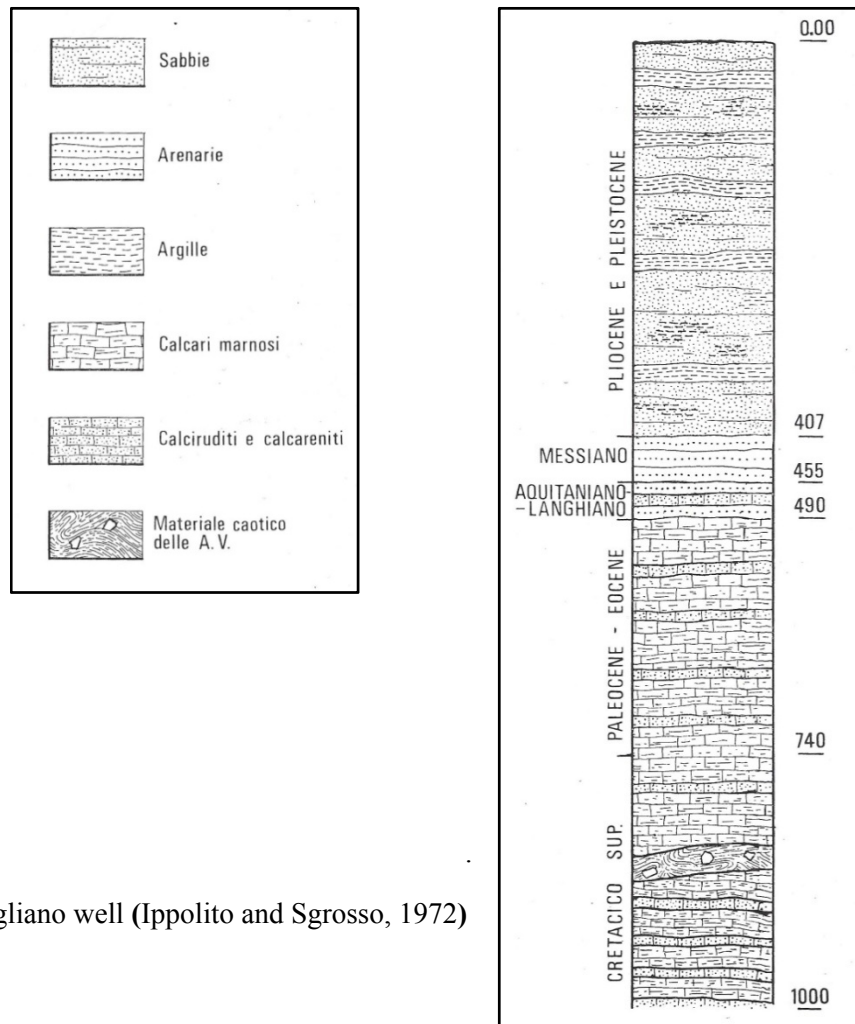 Sabbie
Arenarie
Argille
Calcari marnosi
Calciruditi e calcareniti
Materiale caotico
delle A.V.
gliano well (Ippolito and Sgrosso, 1972)
0.00
PLIOCENE E PLEISTOCENE
407
MESSIANO
455
AQUITANIANO-
-LANGHIANO
490
PALEOCENE - EOCENE
740
CRETACICO SUP.
1000